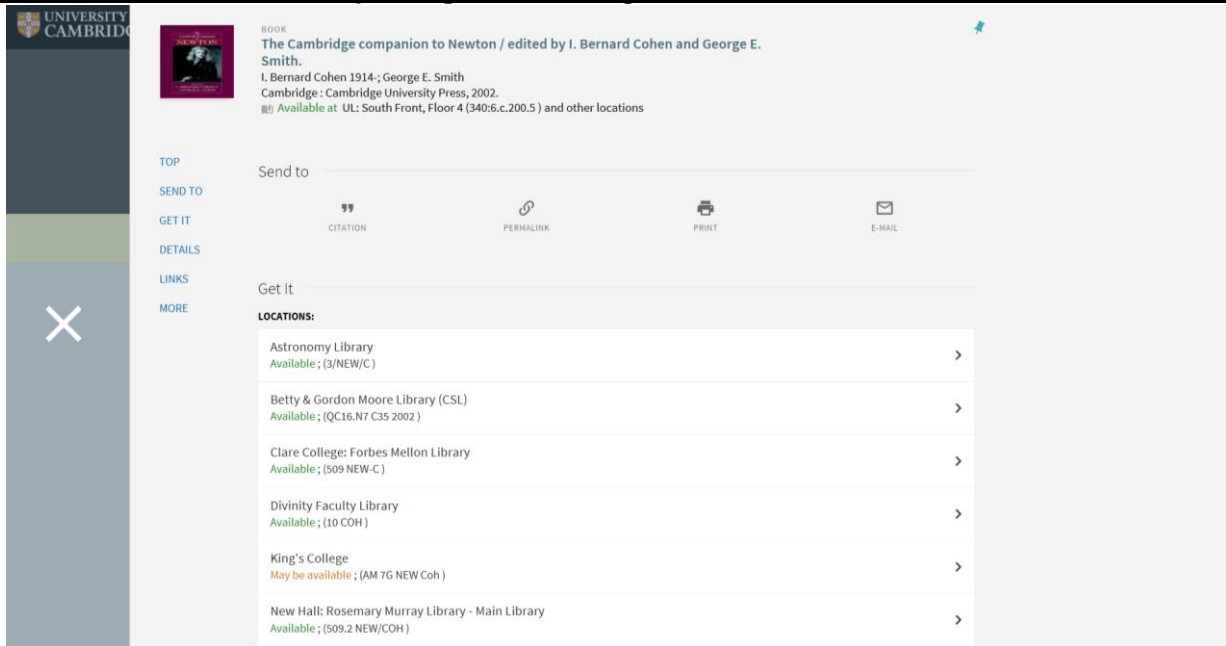 UNIVERSITY
CAMBRID
NEWTON
BOOK
The Cambridge companion to Newton / edited by I. Bernard Cohen and George E.
Smith.
I. Bernard Cohen 1914-; George E. Smith
Cambridge : Cambridge University Press, 2002.
Available at UL: South Front, Floor 4 (340:6.c.200.5 ) and other locations
TOP
SEND TO
GET IT
DETAILS
LINKS
MORE
Send to
CITATION
PERMALINK
PRINT
E-MAIL
Get It
LOCATIONS:
Astronomy Library
Available ; (3/NEW/C )
Betty & Gordon Moore Library (CSL)
Available ; (QC16.N7 C35 2002 )
Clare College: Forbes Mellon Library
Available ; (509 NEW-C )
Divinity Faculty Library
Available ; (10 COH )
King's College
May be available ; (AM 7G NEW Coh )
New Hall: Rosemary Murray Library - Main Library
Available ; (509.2 NEW/COH )